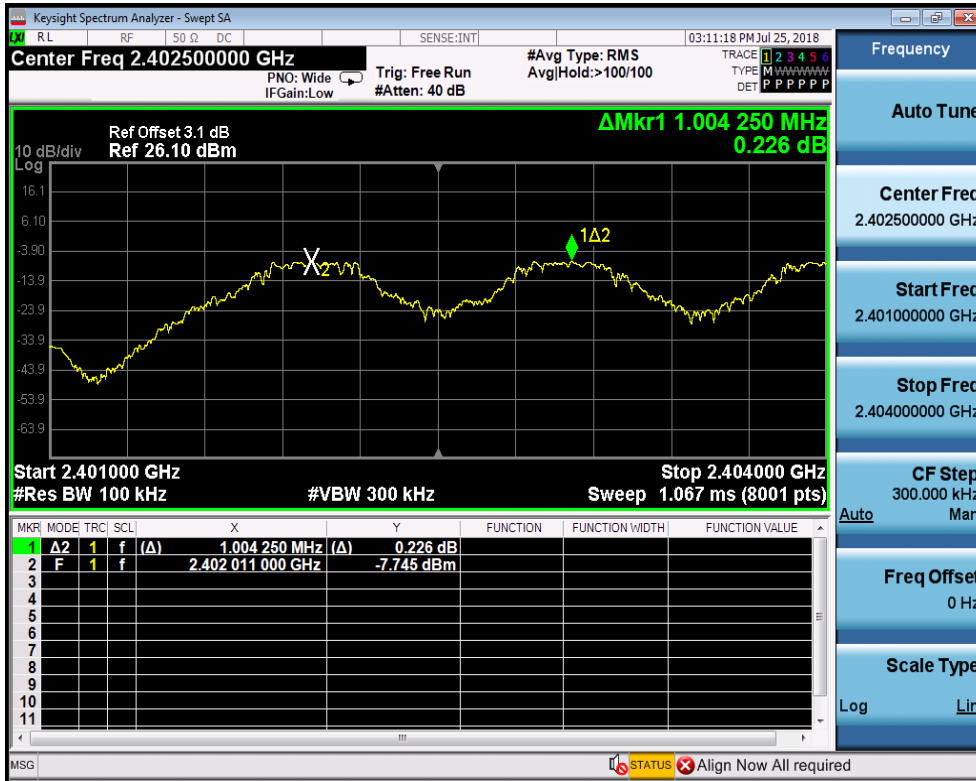 Keysight Spectrum Analyzer - Swept SA
LXI RL RF 50 Ω DC SENSE:INT 03:11:18 PM Jul 25, 2018
Center Freq 2.402500000 GHz
PNO: Wide
IFGain:Low
Trig: Free Run
#Atten: 40 dB
#Avg Type: RMS
Avg|Hold:>100/100
TRACE 1 2 3 4 5 6
TYPE M WWWWW
DET P P P P P P
Ref Offset 3.1 dB
10 dB/div Ref 26.10 dBm
Log
ΔMkr1 1.004 250 MHz
0.226 dB
16.1
6.10
-3.90
-13.9
-23.9
-33.9
-43.9
-53.9
-63.9
X2
1Δ2
Start 2.401000 GHz Stop 2.404000 GHz
#Res BW 100 kHz #VBW 300 kHz Sweep 1.067 ms (8001 pts)
MKR MODE TRC SCL X Y FUNCTION FUNCTION WIDTH FUNCTION VALUE
1 Δ2 1 f (Δ) 1.004 250 MHz (Δ) 0.226 dB
2 F 1 f 2.402 011 000 GHz -7.745 dBm
3
4
5
6
7
8
9
10
11
MSG STATUS Align Now All required
Frequency
Auto Tune
Center Freq
2.402500000 GHz
Start Freq
2.401000000 GHz
Stop Freq
2.404000000 GHz
CF Step
300.000 kHz
Auto Man
Freq Offset
0 Hz
Scale Type
Log Lin